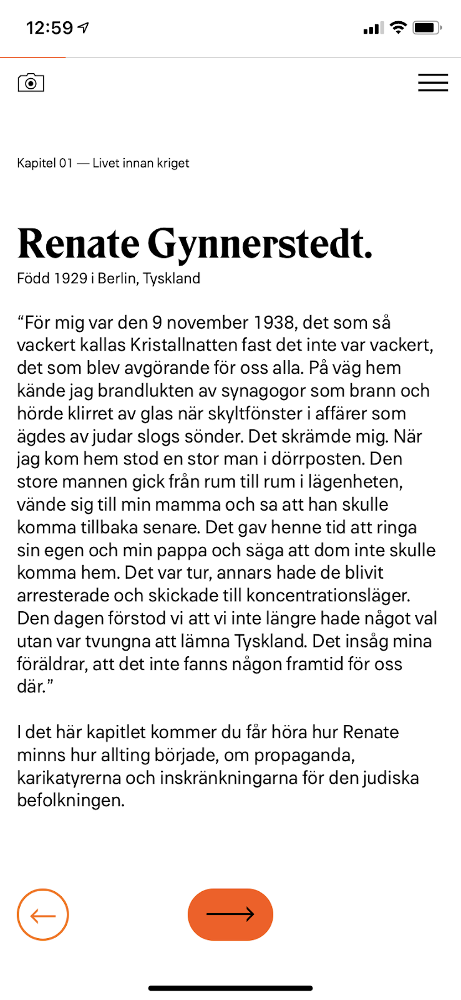 12:59
Kapitel 01 — Livet innan kriget
Renate Gynnerstedt.
Född 1929 i Berlin, Tyskland
“För mig var den 9 november 1938, det som så
vackert kallas Kristallnatten fast det inte var vackert,
det som blev avgörande för oss alla. På väg hem
kände jag brandlukten av synagogor som brann och
hörde klirret av glas när skyltfönster i affärer som
ägdes av judar slogs sönder. Det skrämde mig. När
jag kom hem stod en stor man i dörrposten. Den
store mannen gick från rum till rum i lägenheten,
vände sig till min mamma och sa att han skulle
komma tillbaka senare. Det gav henne tid att ringa
sin egen och min pappa och säga att dom inte skulle
komma hem. Det var tur, annars hade de blivit
arresterade och skickade till koncentrationsläger.
Den dagen förstod vi att vi inte längre hade något val
utan var tvungna att lämna Tyskland. Det insåg mina
föräldrar, att det inte fanns någon framtid för oss
där.”
I det här kapitlet kommer du får höra hur Renate
minns hur allting började, om propaganda,
karikatyrerna och inskränkningarna för den judiska
befolkningen.